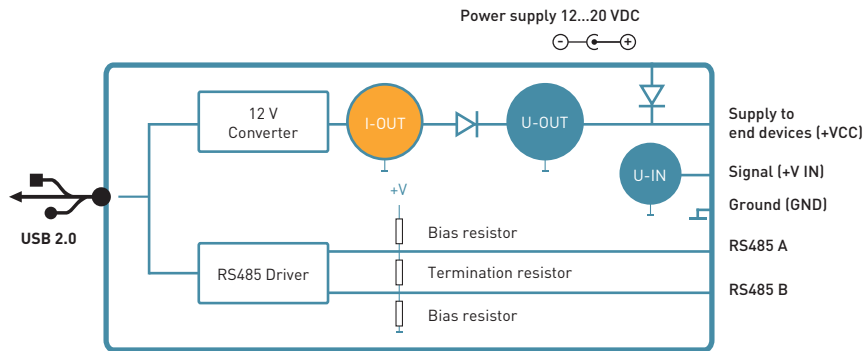 Power supply 12...20 VDC
12 V
Converter
I-OUT
U-OUT
Supply to
end devices (+VCC)
U-IN
Signal (+V IN)
+V
Ground (GND)
USB 2.0
Bias resistor
RS485 A
RS485 Driver
Termination resistor
RS485 B
Bias resistor